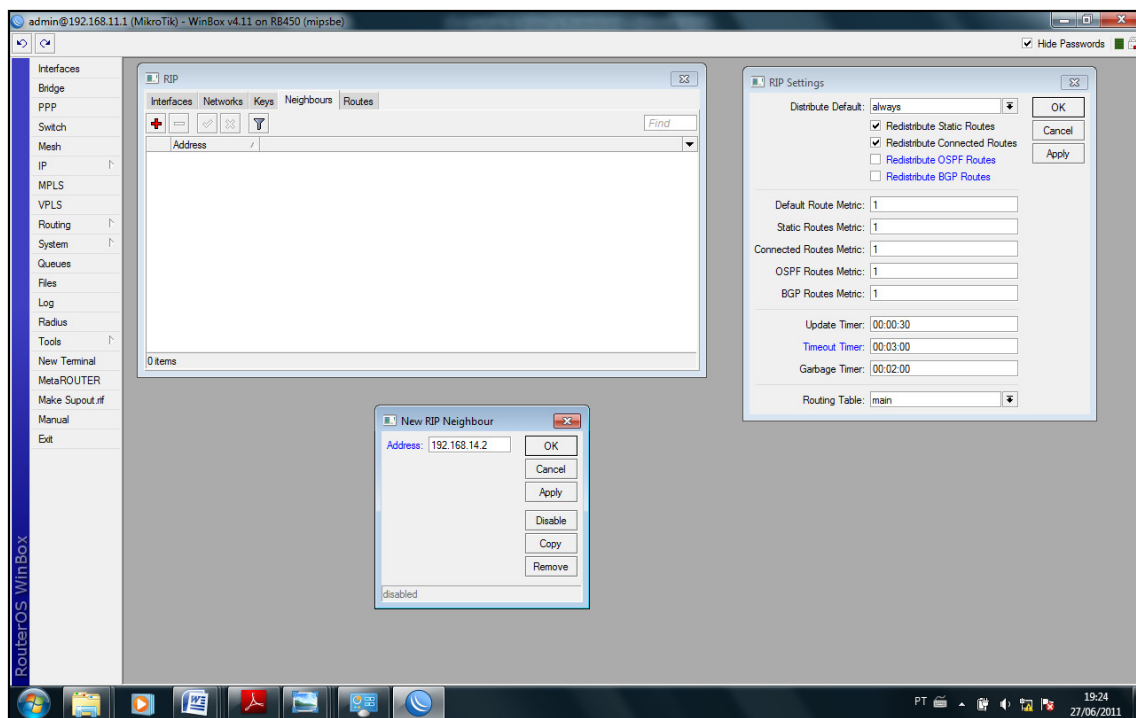 admin@192.168.11.1 (MikroTik) - WinBox v4.11 on RB450 (mipsbe)
Hide Passwords
Interfaces
Bridge
PPP
Switch
Mesh
IP
MPLS
VPLS
Routing
System
Queues
Files
Log
Radius
Tools
New Terminal
MetaROUTER
Make Supout.rif
Manual
Exit
RouterOS WinBox
RIP
Interfaces Networks Keys Neighbours Routes
Find
Address
0 items
New RIP Neighbour
Address: 192.168.14.2
OK
Cancel
Apply
Disable
Copy
Remove
disabled
RIP Settings
Distribute Default: always
OK
Cancel
Apply
Redistribute Static Routes
Redistribute Connected Routes
Redistribute OSPF Routes
Redistribute BGP Routes
Default Route Metric: 1
Static Routes Metric: 1
Connected Routes Metric: 1
OSPF Routes Metric: 1
BGP Routes Metric: 1
Update Timer: 00:00:30
Timeout Timer: 00:03:00
Garbage Timer: 00:02:00
Routing Table: main
PT
19:24
27/06/2011